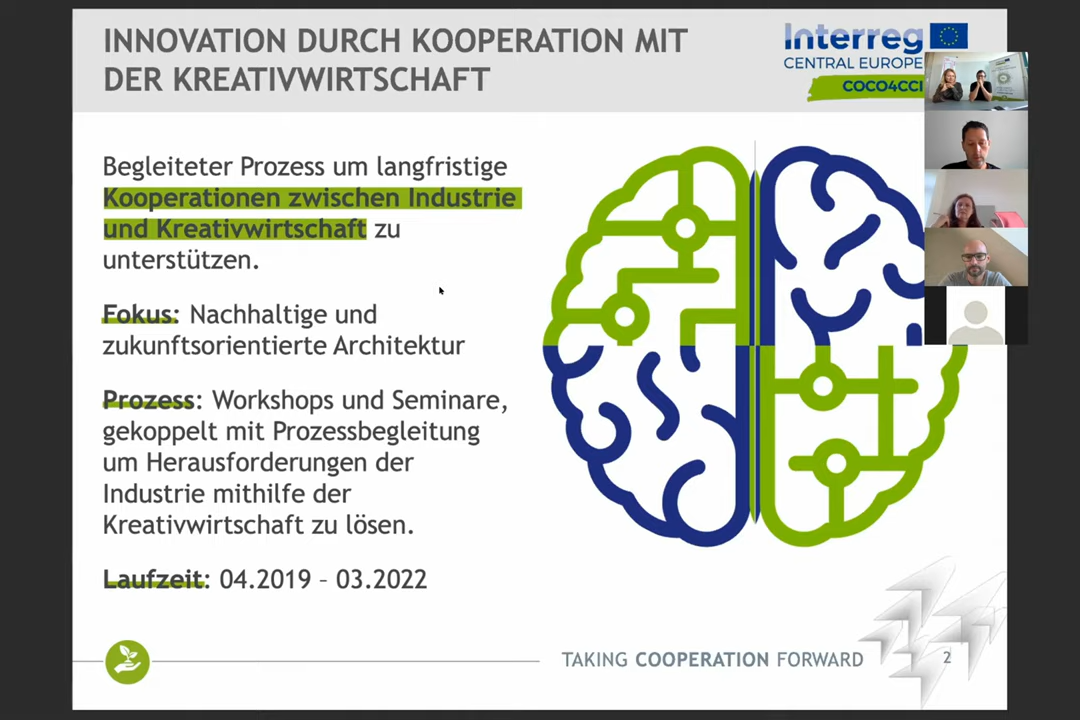 INNOVATION DURCH KOOPERATION MIT
DER KREATIVWIRTSCHAFT
Interreg
CENTRAL EUROPE
COCO4CCI
Begleiteter Prozess um langfristige
Kooperationen zwischen Industrie
und Kreativwirtschaft zu
unterstützen.
Fokus: Nachhaltige und
zukunftsorientierte Architektur
Prozess: Workshops und Seminare,
gekoppelt mit Prozessbegleitung
um Herausforderungen der
Industrie mithilfe der
Kreativwirtschaft zu lösen.
Laufzeit: 04.2019 – 03.2022
TAKING COOPERATION FORWARD
2